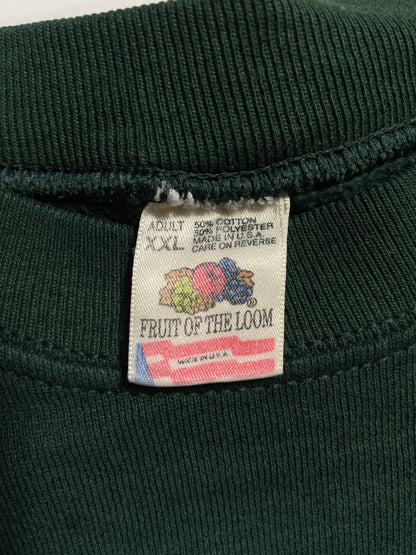 ADULT
XXL
50% COTTON
50% POLYESTER
MADE IN U.S.A.
CARE ON REVERSE
®
FRUIT OF THE LOOM
MADE IN U.S.A.